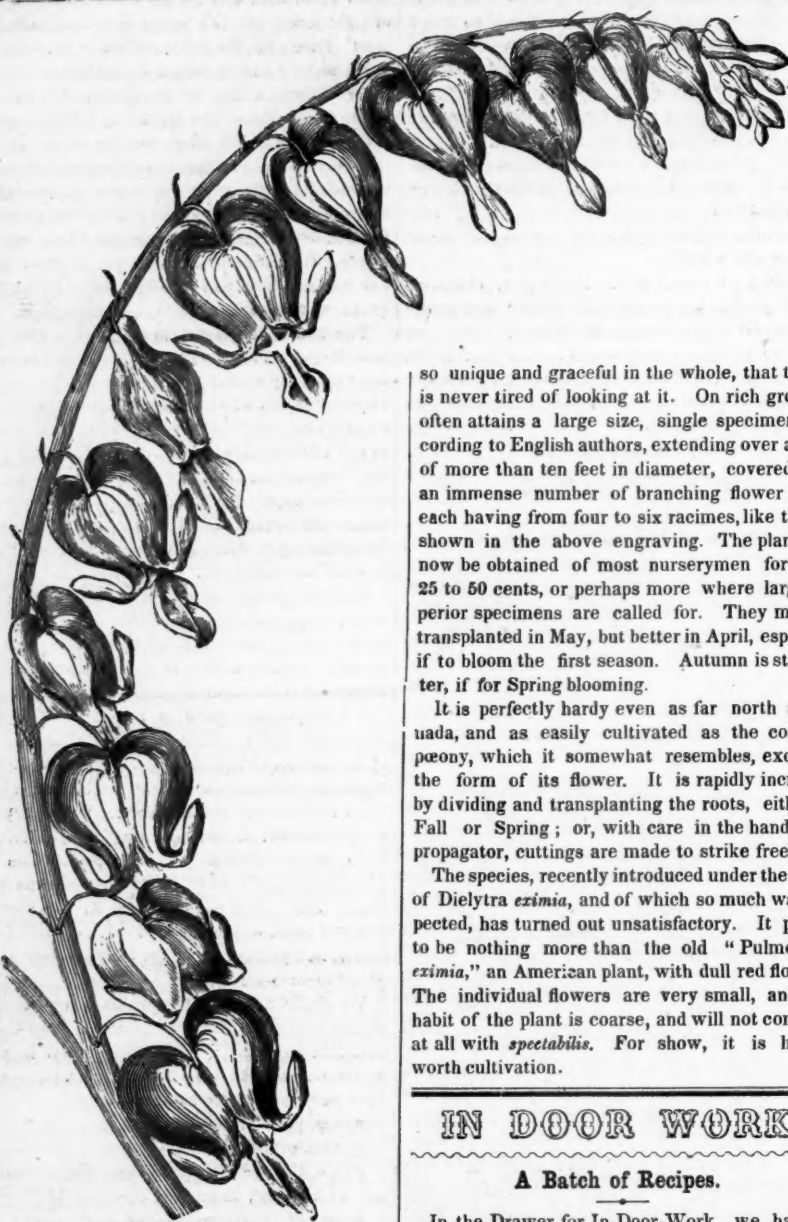 so unique and graceful in the whole, that t
is never tired of looking at it. On rich gro
often attains a large size, single specimen
cording to English authors, extending over a
of more than ten feet in diameter, covered
an immense number of branching flower
each having from four to six racimes, like t
shown in the above engraving. The plan
now be obtained of most nurserymen for
25 to 50 cents, or perhaps more where larg
perior specimens are called for. They m
transplanted in May, but better in April, esp
if to bloom the first season. Autumn is st
ter, if for Spring blooming.
It is perfectly hardy even as far north
nada, and as easily cultivated as the co
pœony, which it somewhat resembles, exc
the form of its flower. It is rapidly incr
by dividing and transplanting the roots, eith
Fall or Spring; or, with care in the hand
propagator, cuttings are made to strike free
The species, recently introduced under the
of Dielytra eximia, and of which so much wa
pected, has turned out unsatisfactory. It p
to be nothing more than the old "Pulme
eximia," an American plant, with dull red flo
The individual flowers are very small, an
habit of the plant is coarse, and will not com
at all with spectabilis. For show, it is h
worth cultivation.
IN DOOR WORK
A Batch of Recipes.
In the Drawer for In Door Work, we ha